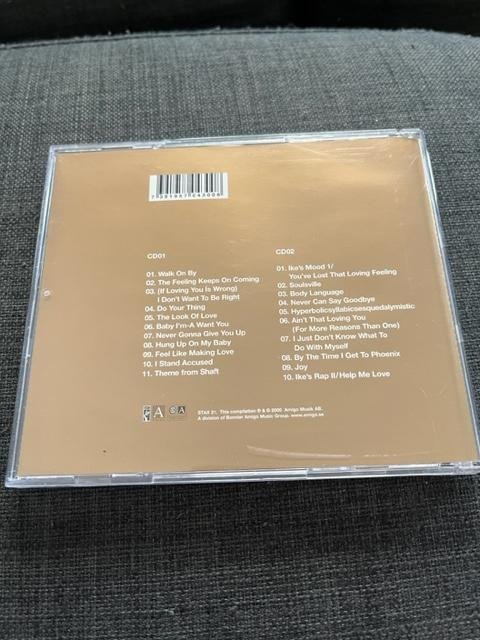 CD01
01. Walk On By
02. The Feeling Keeps On Coming
03. (If Loving You Is Wrong)
I Don't Want To Be Right
04. Do Your Thing
05. The Look Of Love
06. Baby I'm-A Want You
07. Never Gonna Give You Up
08. Hung Up On My Baby
09. Feel Like Making Love
10. I Stand Accused
11. Theme from Shaft
CD02
01. Ike's Mood 1/
You've Lost That Loving Feeling
02. Soulsville
03. Body Language
04. Never Can Say Goodbye
05. Hyperbolicsyllabicsesquedalymistic
06. Ain't That Loving You
(For More Reasons Than One)
07. I Just Don't Know What To
Do With Myself
08. By The Time I Get To Phoenix
09. Joy
10. Ike's Rap II/Help Me Love
A
STAX 21. This compilation ℗ & © 2000 Amigo Musik AB.
A division of Bonnier Amigo Music Group. www.amigo.se